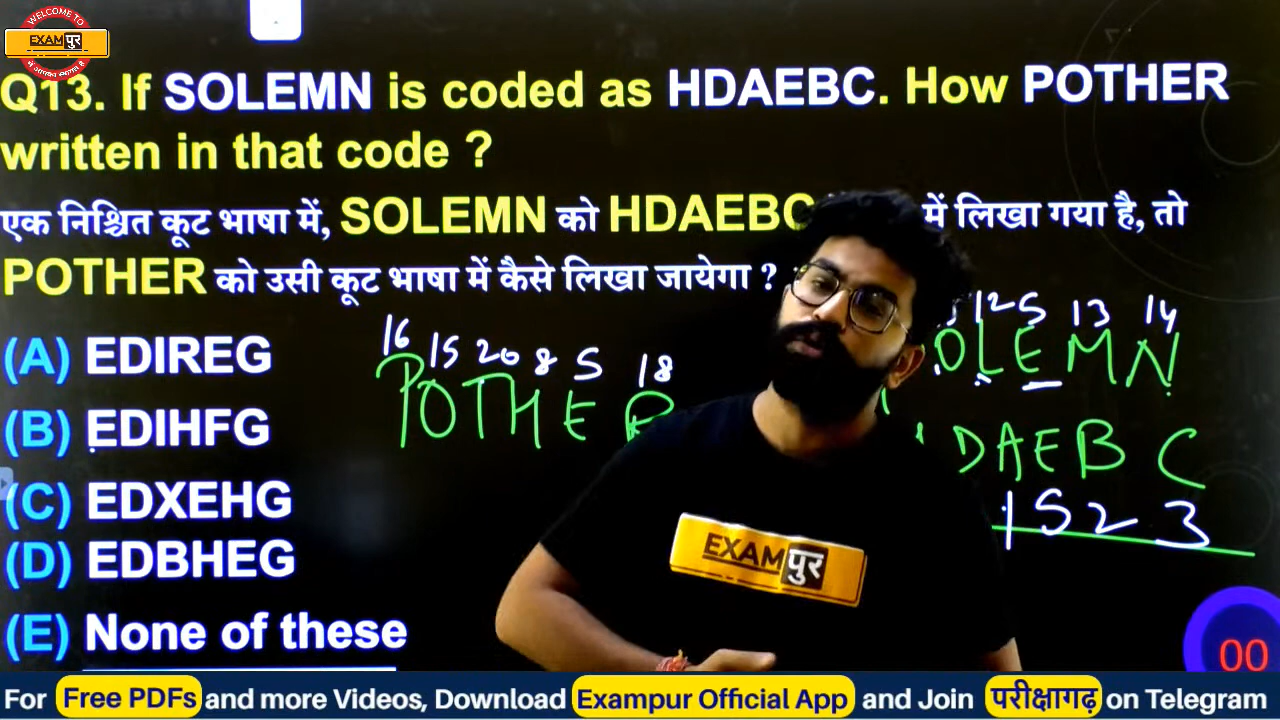 WELCOME TO
EXAMपुर
Q13. If SOLEMN is coded as HDAEBC. How POTHER
written in that code ?
एक निश्चित कूट भाषा में, SOLEMN को HDAEBC में लिखा गया है, तो
POTHER को उसी कूट भाषा में कैसे लिखा जायेगा ?
(A) EDIREG
(B) EDIHFG
(C) EDXEHG
(D) EDBHEG
(E) None of these
16 15 20 8 5 18
POTHER
12 5 13 14
OLEMN
DAEBC
1 5 2 3
EXAMपुर
00
For Free PDFs and more Videos, Download Exampur Official App and Join परीक्षागढ़ on Telegram